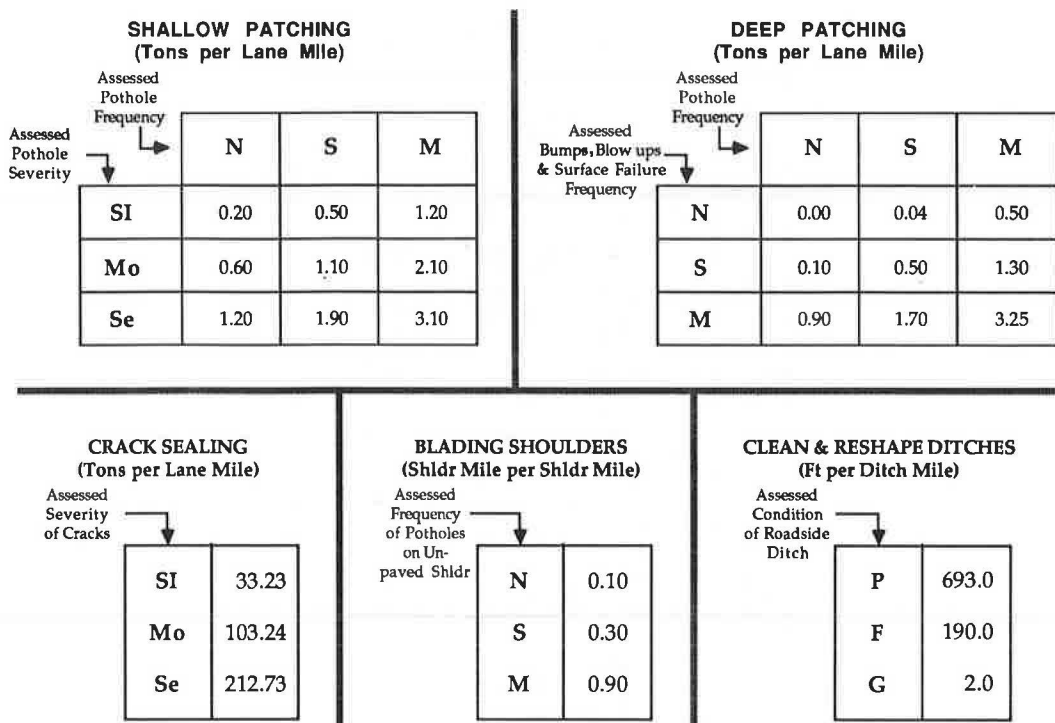 SHALLOW PATCHING
(Tons per Lane Mile)
Assessed
Pothole
Frequency
Assessed
Pothole
Severity
N S M
SI 0.20 0.50 1.20
Mo 0.60 1.10 2.10
Se 1.20 1.90 3.10
DEEP PATCHING
(Tons per Lane Mile)
Assessed
Pothole
Frequency
Assessed
Bumps, Blow ups
& Surface Failure
Frequency
N S M
N 0.00 0.04 0.50
S 0.10 0.50 1.30
M 0.90 1.70 3.25
CRACK SEALING
(Tons per Lane Mile)
Assessed
Severity
of Cracks
SI 33.23
Mo 103.24
Se 212.73
BLADING SHOULDERS
(Shldr Mile per Shldr Mile)
Assessed
Frequency
of Potholes
on Un-
paved Shldr
N 0.10
S 0.30
M 0.90
CLEAN & RESHAPE DITCHES
(Ft per Ditch Mile)
Assessed
Condition
of Roadside
Ditch
P 693.0
F 190.0
G 2.0